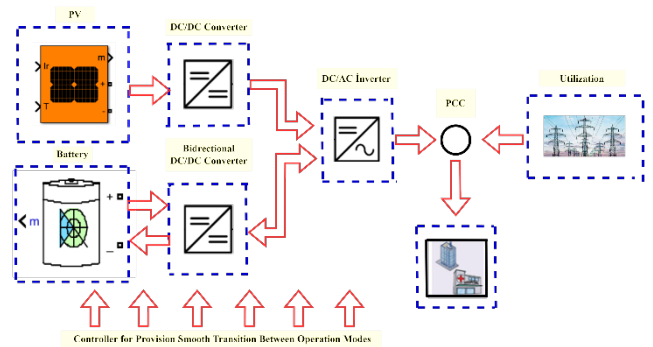 PV
DC/DC Converter
DC/AC İnverter
Utilization
PCC
m
Ir
+
T
-
Battery
Bidrectional
DC/DC Converter
+
m
–
Controller for Provision Smooth Transition Between Operation Modes